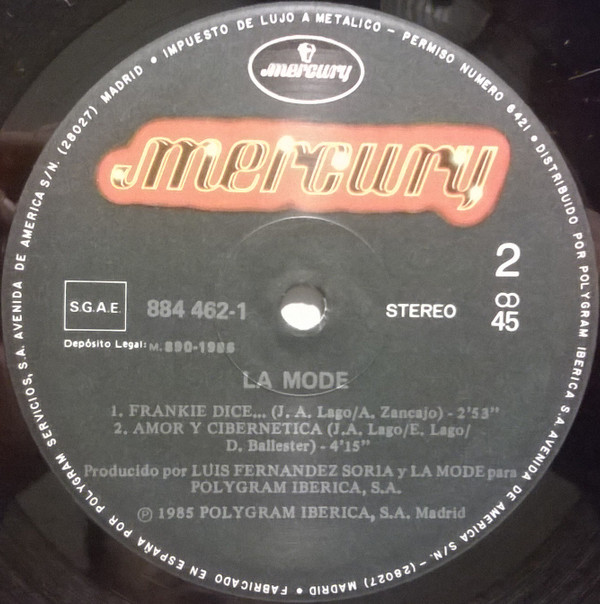 IMPUESTO DE LUJO A METALICO – PERMISO NUMERO 6421 • DISTRIBUIDO POR POLYGRAM IBERICA S.A. AVENIDA DE AMERICA S/N. – (28027) MADRID • FABRICADO EN ESPAÑA POR POLYGRAM SERVICIOS, S.A. AVENIDA DE AMERICA S/N. (28027) MADRID •
mercury
mercury
2
45
S.G.A.E.
884 462-1
STEREO
Depósito Legal: M. 890-1986
LA MODE
1. FRANKIE DICE... (J. A. Lago/A. Zancajo) - 2'53"
2. AMOR Y CIBERNETICA (J.A. Lago/E. Lago/
D. Ballester) - 4'15"
Producido por LUIS FERNANDEZ SORIA y LA MODE para
POLYGRAM IBERICA, S.A.
℗ 1985 POLYGRAM IBERICA, S.A. Madrid